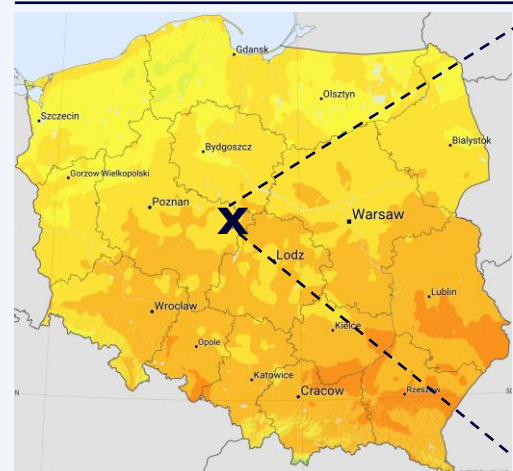 Gdansk
Olsztyn
Szczecin
Bialystok
Bydgoszcz
Gorzow Wielkopolski
Poznan
X
Warsaw
Lodz
Lublin
Wroclaw
Kielce
Opole
Katowice
Cracow
Rzeszow